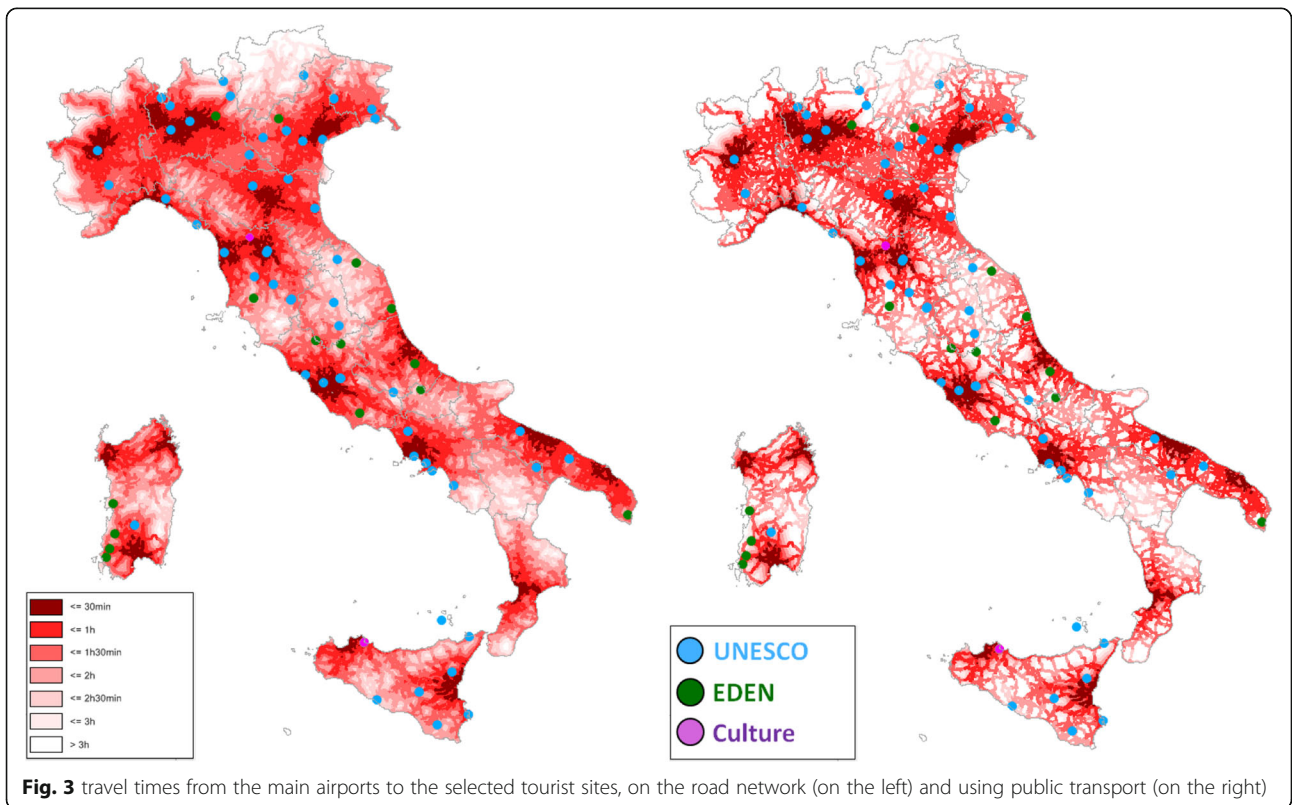 <= 30min
<= 1h
<= 1h30min
<= 2h
<= 2h30min
<= 3h
> 3h
UNESCO
EDEN
Culture
Fig. 3 travel times from the main airports to the selected tourist sites, on the road network (on the left) and using public transport (on the right)